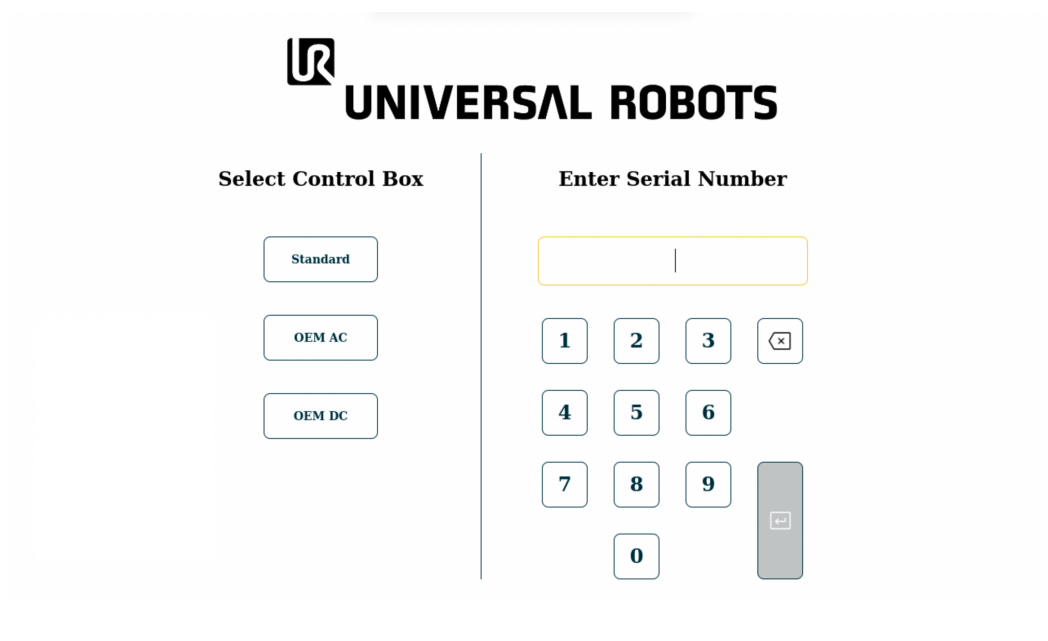 UR
UNIVERSAL ROBOTS
Select Control Box
Enter Serial Number
Standard
OEM AC
OEM DC
1 2 3
4 5 6
7 8 9
0